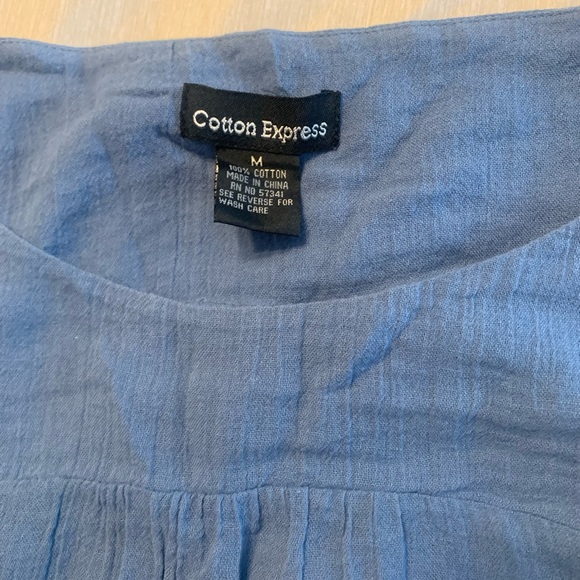 Cotton Express
M
100% COTTON
MADE IN CHINA
RN NO 57341
SEE REVERSE FOR
WASH CARE